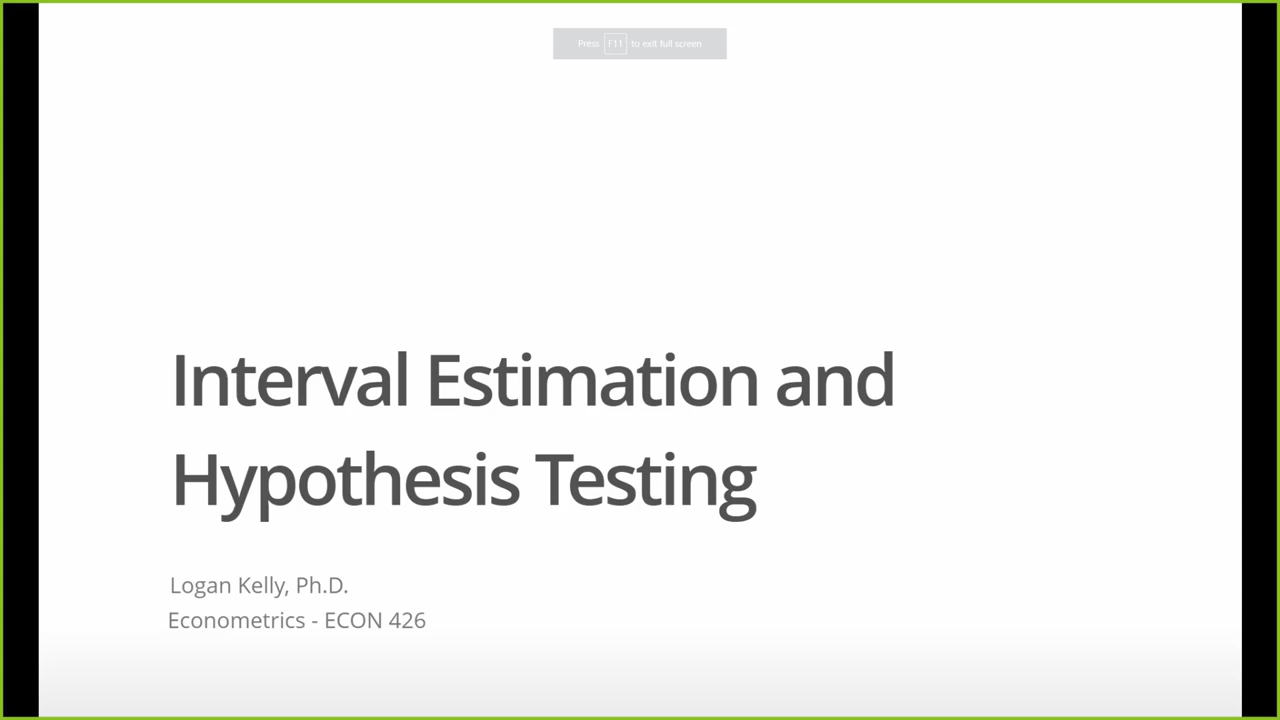 Press F11 to exit full screen
Interval Estimation and
Hypothesis Testing
Logan Kelly, Ph.D.
Econometrics - ECON 426